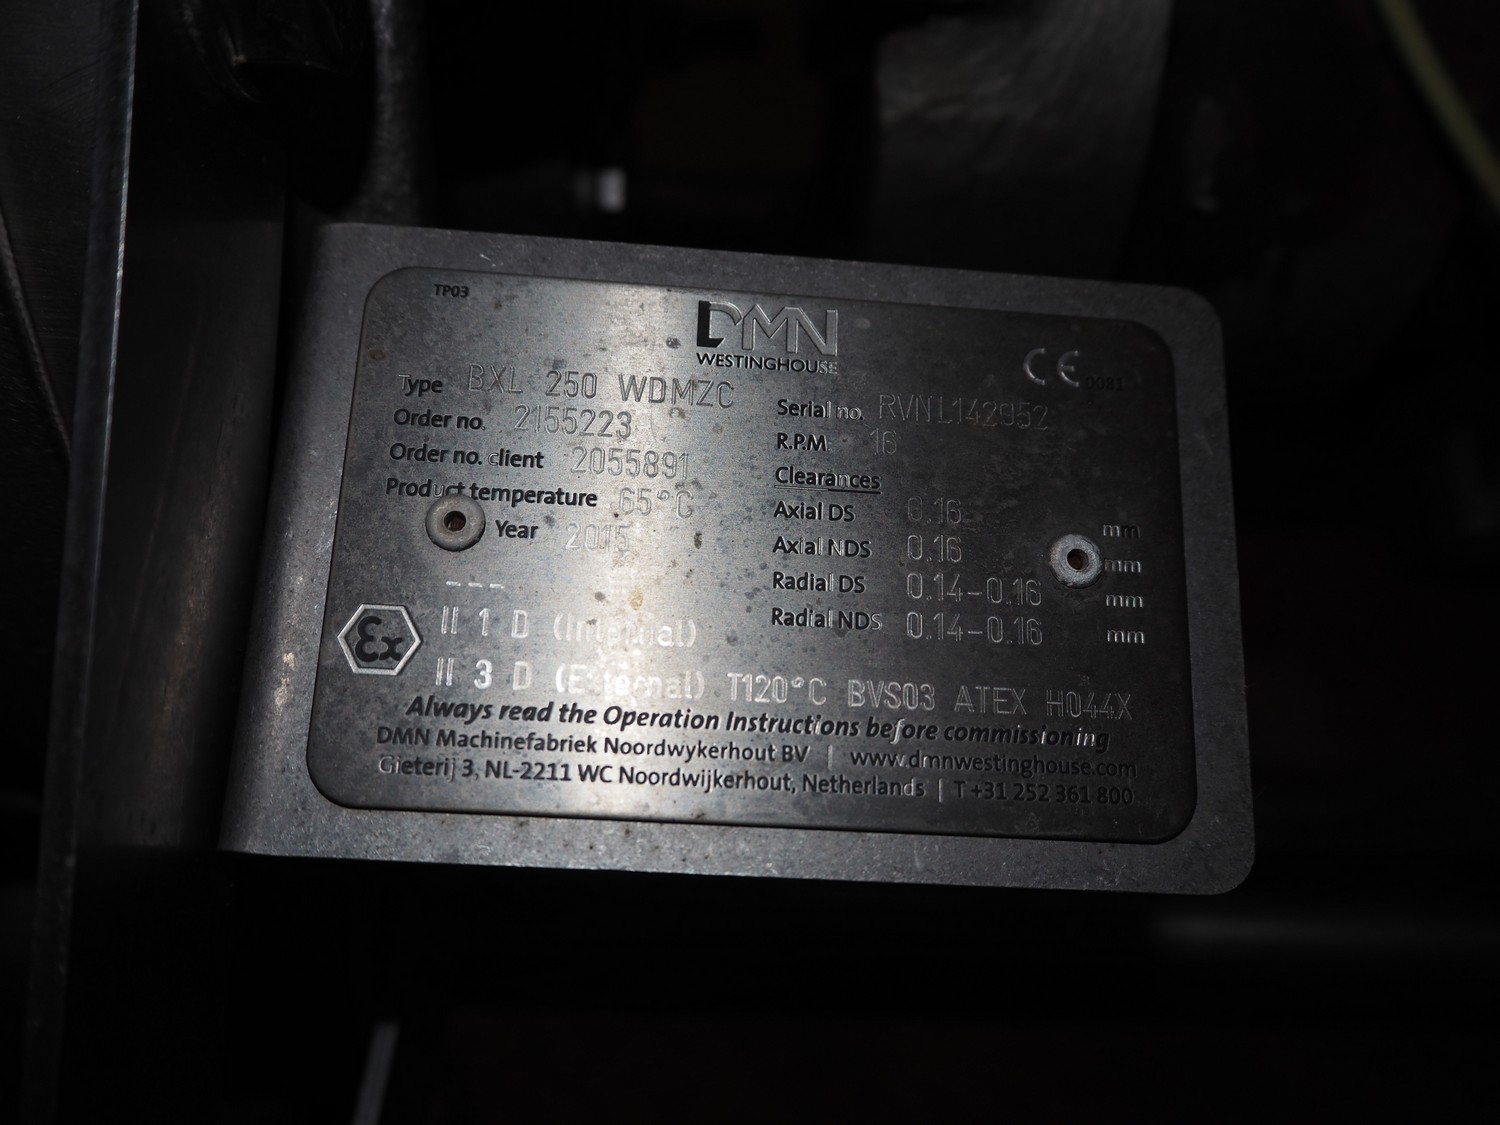 TP03
DMN
WESTINGHOUSE
CE 0081
Type BXL 250 WDMZC
Order no. 2155223
Order no. client 2055891
Product temperature 65°C
Year 2015
Serial no. RVNL142952
R.P.M. 16
Clearances
Axial DS 0.16 mm
Axial NDS 0.16 mm
Radial DS 0.14-0.16 mm
Radial NDS 0.14-0.16 mm
---
Ex II 1 D (Internal)
II 3 D (External) T120°C BVS03 ATEX H044X
Always read the Operation Instructions before commissioning
DMN Machinefabriek Noordwykerhout BV | www.dmnwestinghouse.com
Gieterij 3, NL-2211 WC Noordwijkerhout, Netherlands | T +31 252 361 800